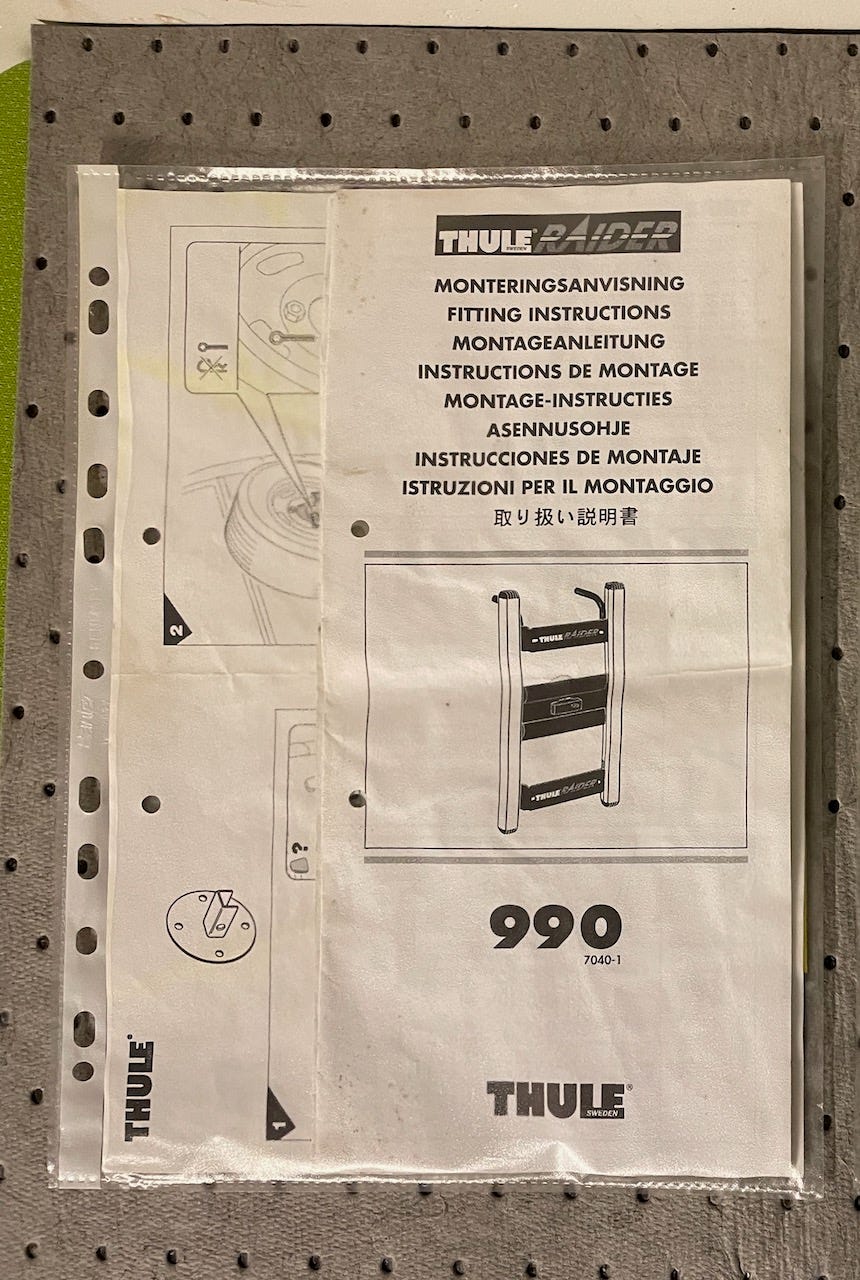 THULE® SWEDEN RAIDER
MONTERINGSANVISNING
FITTING INSTRUCTIONS
MONTAGEANLEITUNG
INSTRUCTIONS DE MONTAGE
MONTAGE-INSTRUCTIES
ASENNUSOHJE
INSTRUCCIONES DE MONTAJE
ISTRUZIONI PER IL MONTAGGIO
取り扱い説明書
THULE RAIDER
THULE RAIDER
990
7040-1
THULE®
SWEDEN
2
?
1
THULE®